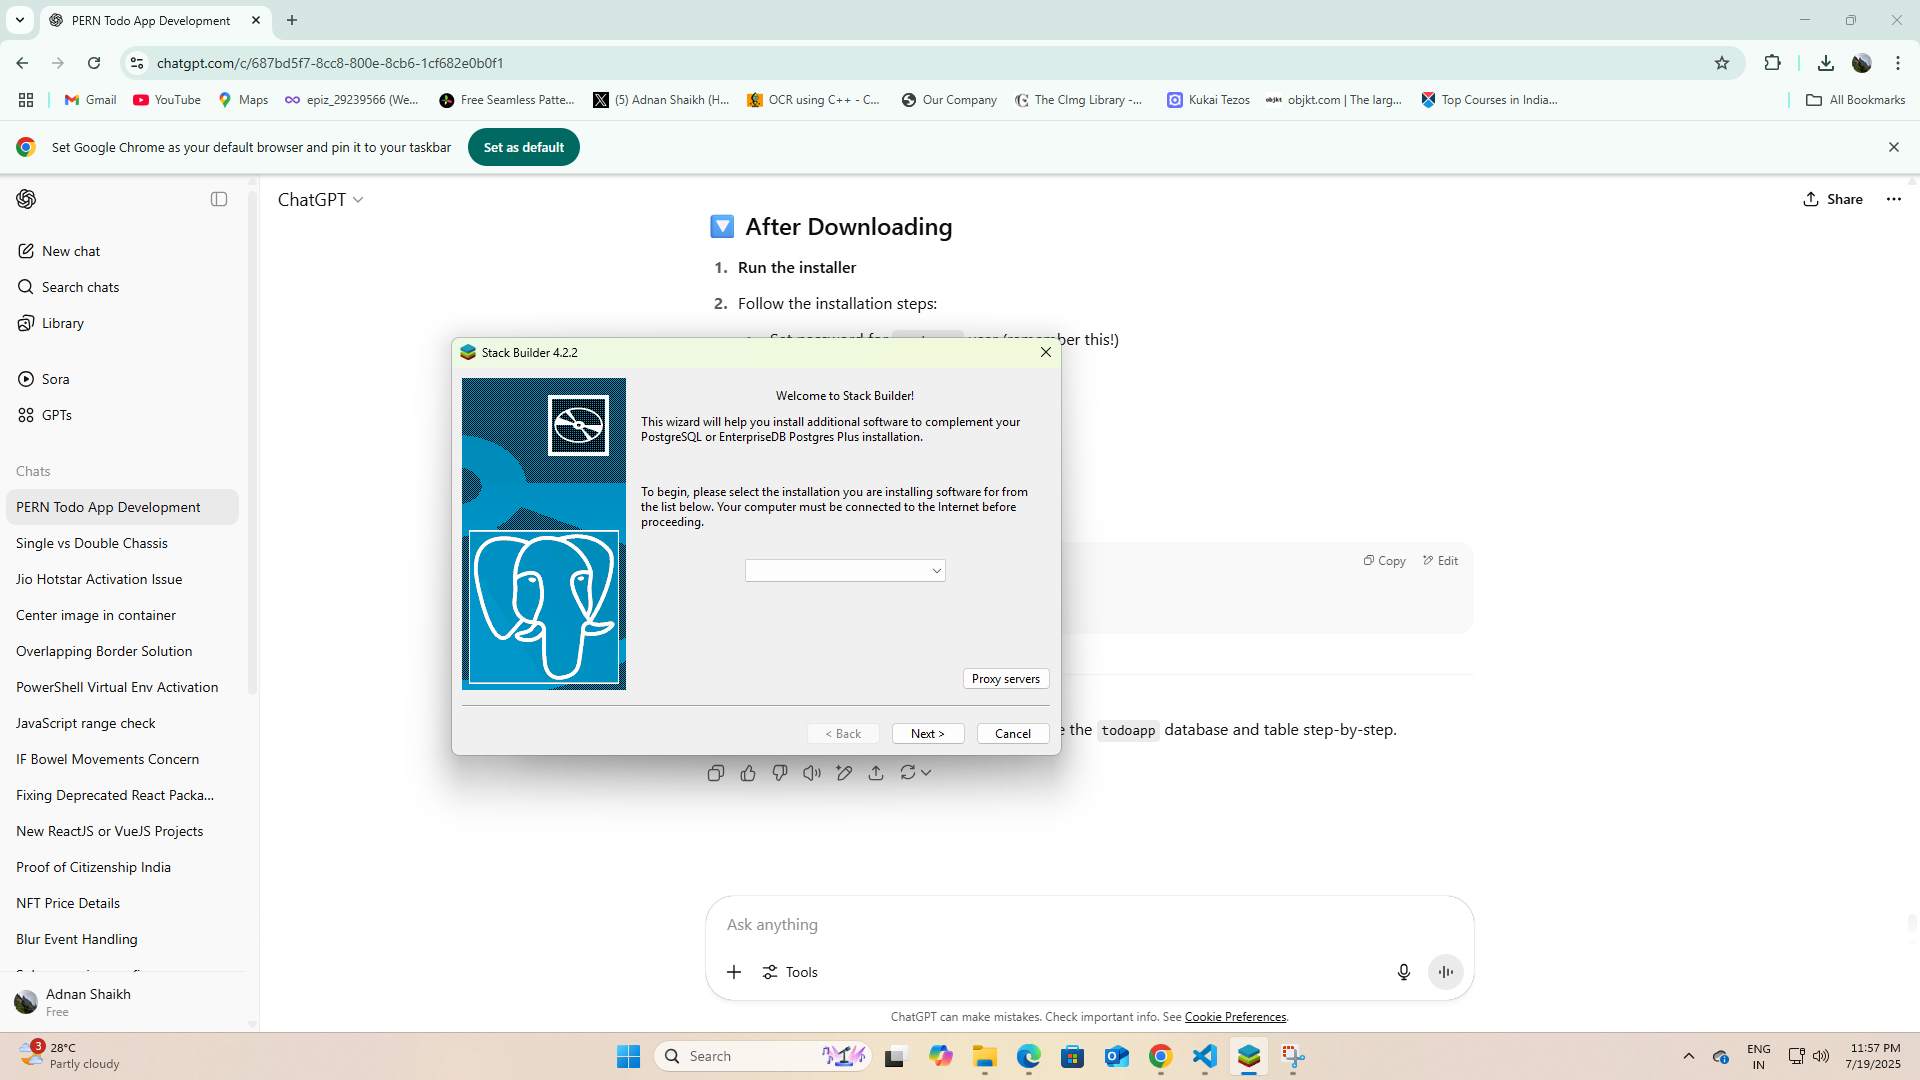 PERN Todo App Development
chatgpt.com/c/687bd5f7-8cc8-800e-8cb6-1cf682e0b0f1
Gmail
YouTube
Maps
epiz_29239566 (We...
Free Seamless Patte...
(5) Adnan Shaikh (H...
OCR using C++ - C...
Our Company
The CImg Library -...
Kukai Tezos
objkt objkt.com | The larg...
Top Courses in India...
All Bookmarks
Set Google Chrome as your default browser and pin it to your taskbar
Set as default
ChatGPT
Share
New chat
Search chats
Library
Sora
GPTs
Chats
PERN Todo App Development
Single vs Double Chassis
Jio Hotstar Activation Issue
Center image in container
Overlapping Border Solution
PowerShell Virtual Env Activation
JavaScript range check
IF Bowel Movements Concern
Fixing Deprecated React Packa...
New ReactJS or VueJS Projects
Proof of Citizenship India
NFT Price Details
Blur Event Handling
Adnan Shaikh
Free
After Downloading
1. Run the installer
2. Follow the installation steps:
(remember this!)
Stack Builder 4.2.2
Welcome to Stack Builder!
This wizard will help you install additional software to complement your
PostgreSQL or EnterpriseDB Postgres Plus installation.
To begin, please select the installation you are installing software for from
the list below. Your computer must be connected to the Internet before
proceeding.
Proxy servers
< Back
Next >
Cancel
Copy
Edit
the todoapp database and table step-by-step.
Ask anything
Tools
ChatGPT can make mistakes. Check important info. See Cookie Preferences.
3
28°C
Partly cloudy
Search
ENG
IN
11:57 PM
7/19/2025